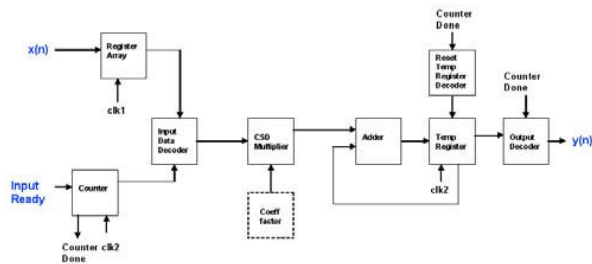 x(n)
Register
Array
clk1
Input
Data
Decoder
Input
Ready
Counter
Counter
Done
clk2
CSD
Multiplier
Coeff
factor
Adder
Counter
Done
Reset
Temp
Register
Decoder
Temp
Register
clk2
Counter
Done
Output
Decoder
y(n)